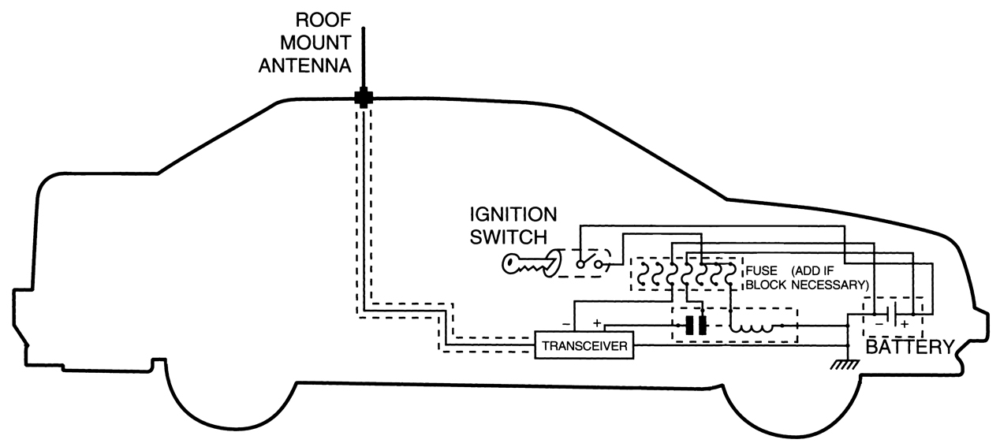 ROOF
MOUNT
ANTENNA
IGNITION
SWITCH
FUSE (ADD IF
BLOCK NECESSARY)
− +
TRANSCEIVER
− +
BATTERY